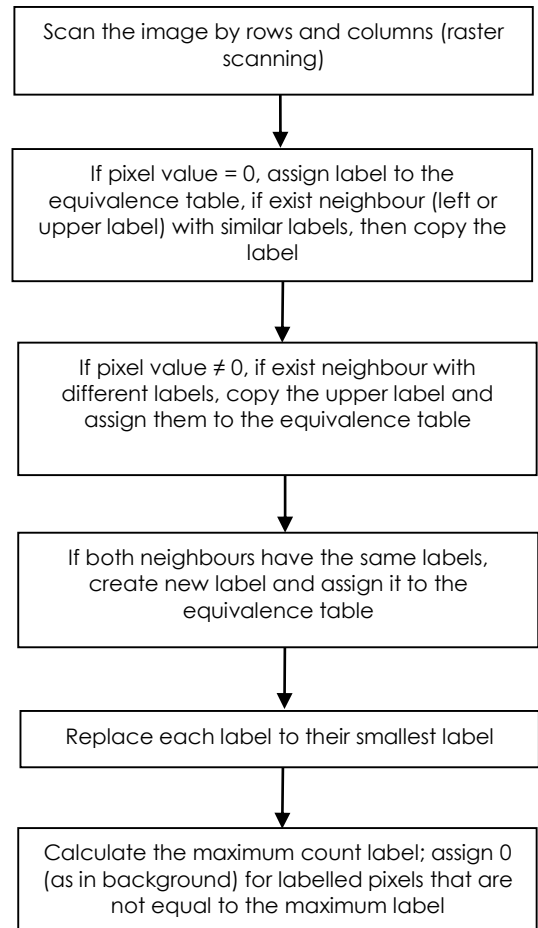 Scan the image by rows and columns (raster
scanning)
If pixel value = 0, assign label to the
equivalence table, if exist neighbour (left or
upper label) with similar labels, then copy the
label
If pixel value ≠ 0, if exist neighbour with
different labels, copy the upper label and
assign them to the equivalence table
If both neighbours have the same labels,
create new label and assign it to the
equivalence table
Replace each label to their smallest label
Calculate the maximum count label; assign 0
(as in background) for labelled pixels that are
not equal to the maximum label